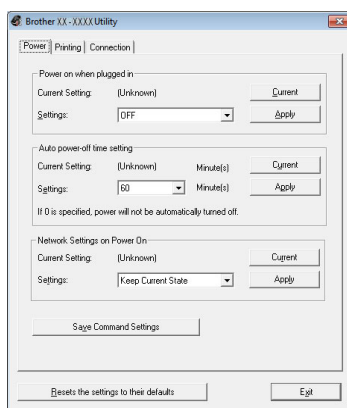 Brother XX-XXXX Utility
Power Printing Connection
Power on when plugged in
Current Setting: (Unknown) Current
Settings: OFF Apply
Auto power-off time setting
Current Setting: (Unknown) Minute(s) Current
Settings: 60 Minute(s) Apply
If 0 is specified, power will not be automatically turned off.
Network Settings on Power On
Current Setting: (Unknown) Current
Settings: Keep Current State Apply
Save Command Settings
Resets the settings to their defaults Exit